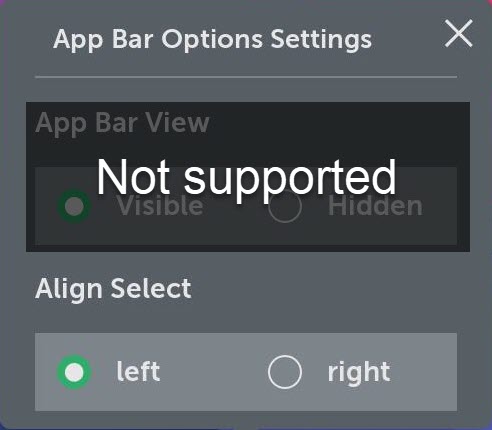 App Bar Options Settings
App Bar View
Not supported
Visible Hidden
Align Select
left right